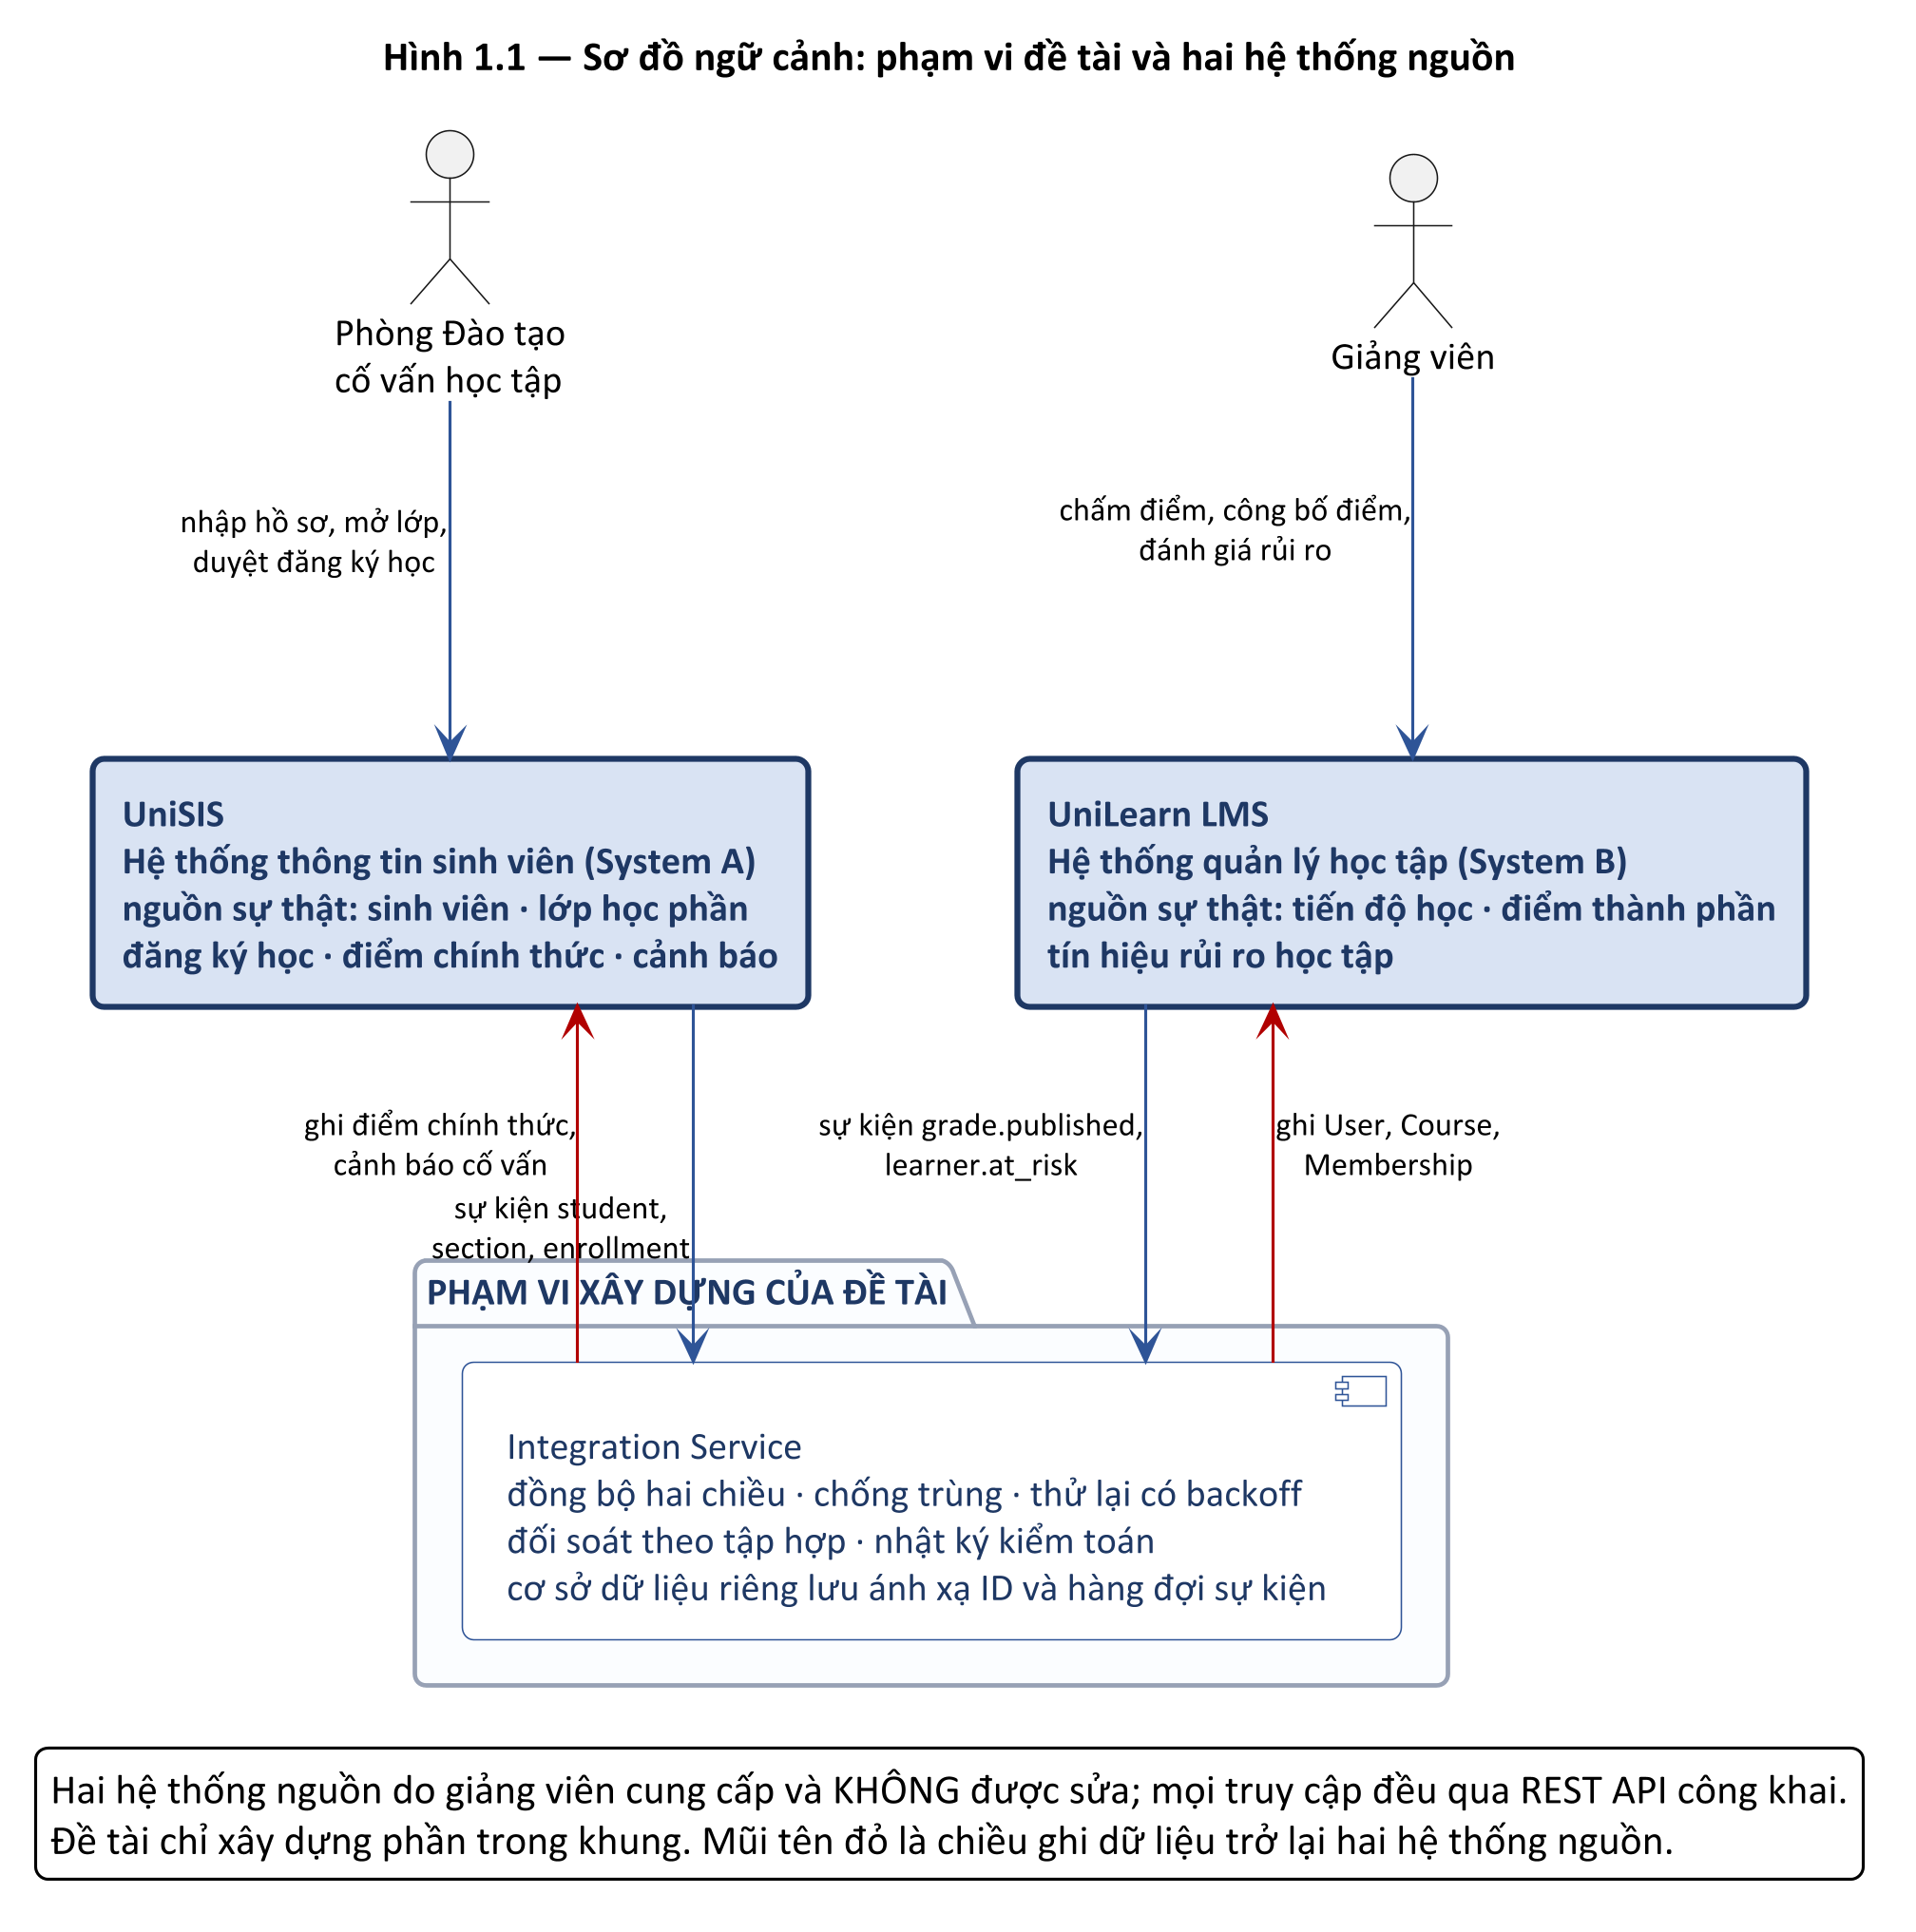 Hình 1.1 — Sơ đồ ngữ cảnh: phạm vi đề tài và hai hệ thống nguồn
Phòng Đào tạo
cố vấn học tập
Giảng viên
nhập hồ sơ, mở lớp,
duyệt đăng ký học
chấm điểm, công bố điểm,
đánh giá rủi ro
UniSIS
Hệ thống thông tin sinh viên (System A)
nguồn sự thật: sinh viên · lớp học phần
đăng ký học · điểm chính thức · cảnh báo
UniLearn LMS
Hệ thống quản lý học tập (System B)
nguồn sự thật: tiến độ học · điểm thành phần
tín hiệu rủi ro học tập
ghi điểm chính thức,
cảnh báo cố vấn
sự kiện student,
section, enrollment
sự kiện grade.published,
learner.at_risk
ghi User, Course,
Membership
PHẠM VI XÂY DỰNG CỦA ĐỀ TÀI
Integration Service
đồng bộ hai chiều · chống trùng · thử lại có backoff
đối soát theo tập hợp · nhật ký kiểm toán
cơ sở dữ liệu riêng lưu ánh xạ ID và hàng đợi sự kiện
Hai hệ thống nguồn do giảng viên cung cấp và KHÔNG được sửa; mọi truy cập đều qua REST API công khai.
Đề tài chỉ xây dựng phần trong khung. Mũi tên đỏ là chiều ghi dữ liệu trở lại hai hệ thống nguồn.